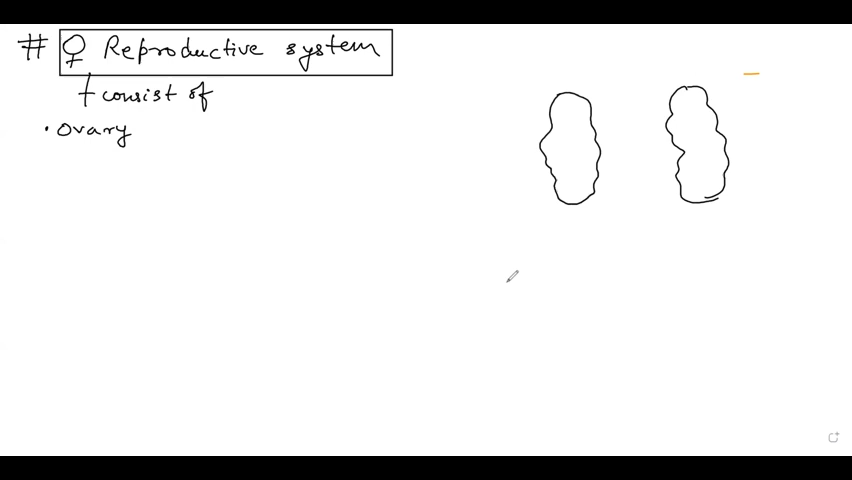 # ♀ Reproductive system
consist of
• ovary